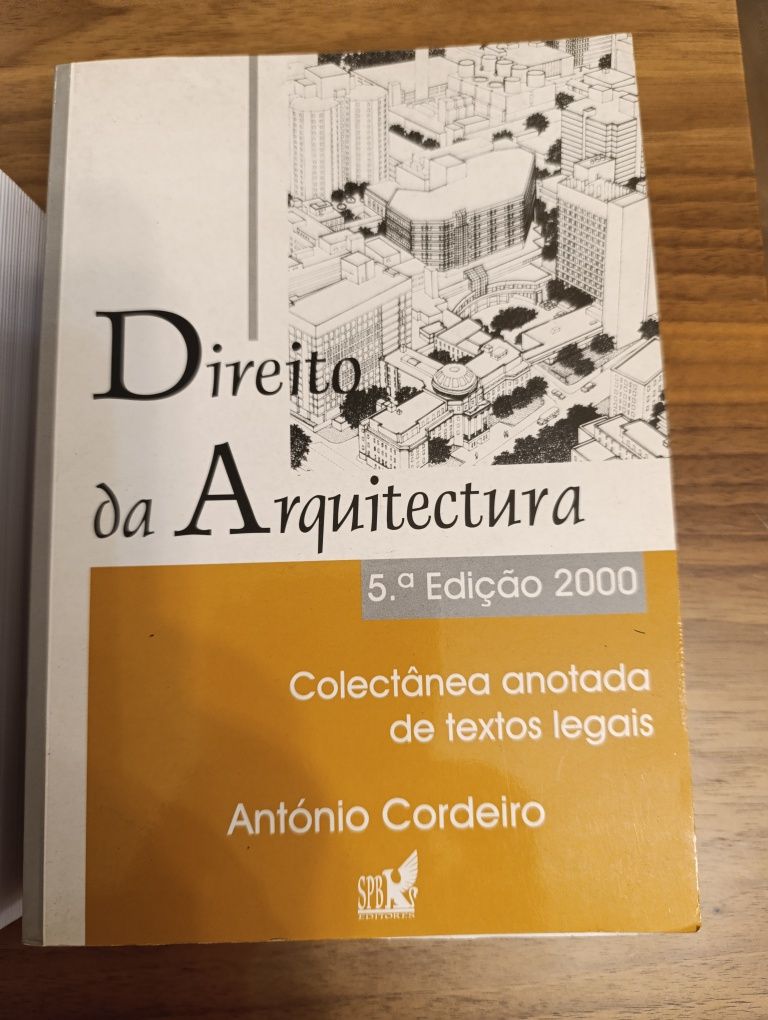 Direito
da Arquitectura
5.ª Edição 2000
Colectânea anotada
de textos legais
António Cordeiro
SPB
EDITORES